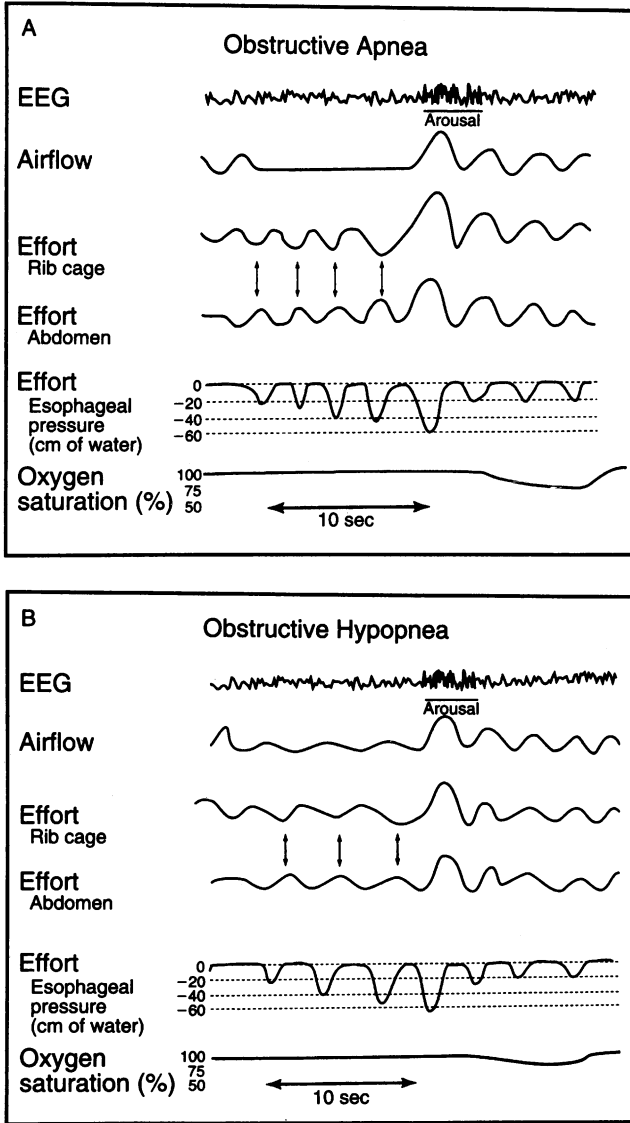 A
Obstructive Apnea
EEG
Arousal
Airflow
Effort
Rib cage
Effort
Abdomen
Effort
Esophageal
pressure
(cm of water)
0
−20
−40
−60
Oxygen
saturation (%)
100
75
50
10 sec
B
Obstructive Hypopnea
EEG
Arousal
Airflow
Effort
Rib cage
Effort
Abdomen
Effort
Esophageal
pressure
(cm of water)
0
−20
−40
−60
Oxygen
saturation (%)
100
75
50
10 sec